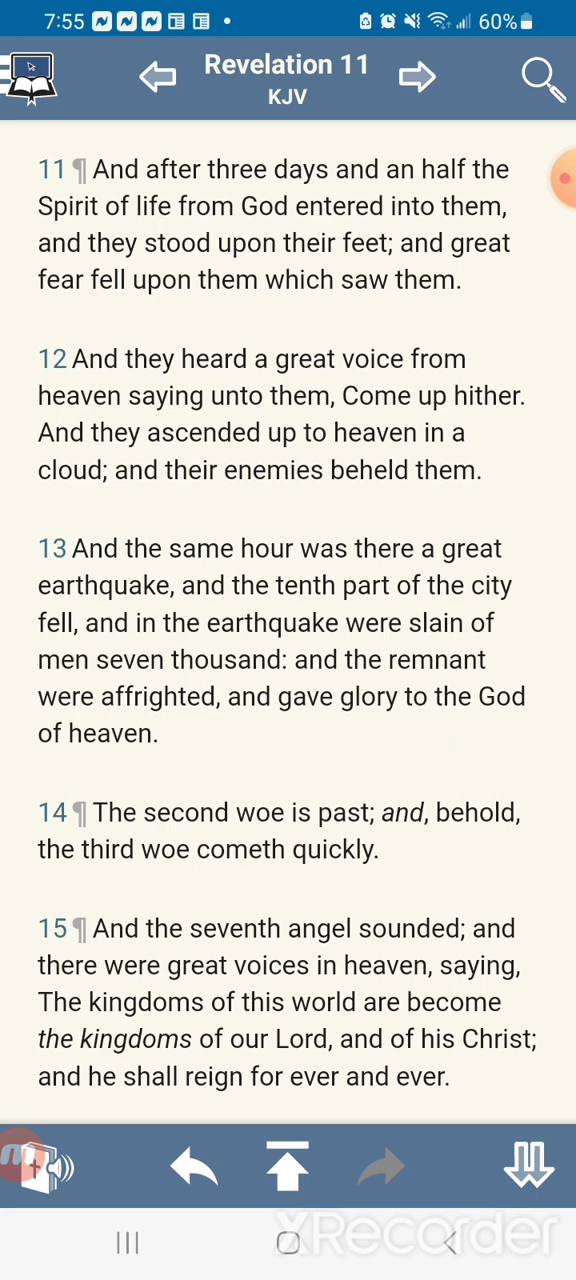 7:55 60%
Revelation 11
KJV
11 ¶ And after three days and an half the
Spirit of life from God entered into them,
and they stood upon their feet; and great
fear fell upon them which saw them.
12 And they heard a great voice from
heaven saying unto them, Come up hither.
And they ascended up to heaven in a
cloud; and their enemies beheld them.
13 And the same hour was there a great
earthquake, and the tenth part of the city
fell, and in the earthquake were slain of
men seven thousand: and the remnant
were affrighted, and gave glory to the God
of heaven.
14 ¶ The second woe is past; and, behold,
the third woe cometh quickly.
15 ¶ And the seventh angel sounded; and
there were great voices in heaven, saying,
The kingdoms of this world are become
the kingdoms of our Lord, and of his Christ;
and he shall reign for ever and ever.
XRecorder